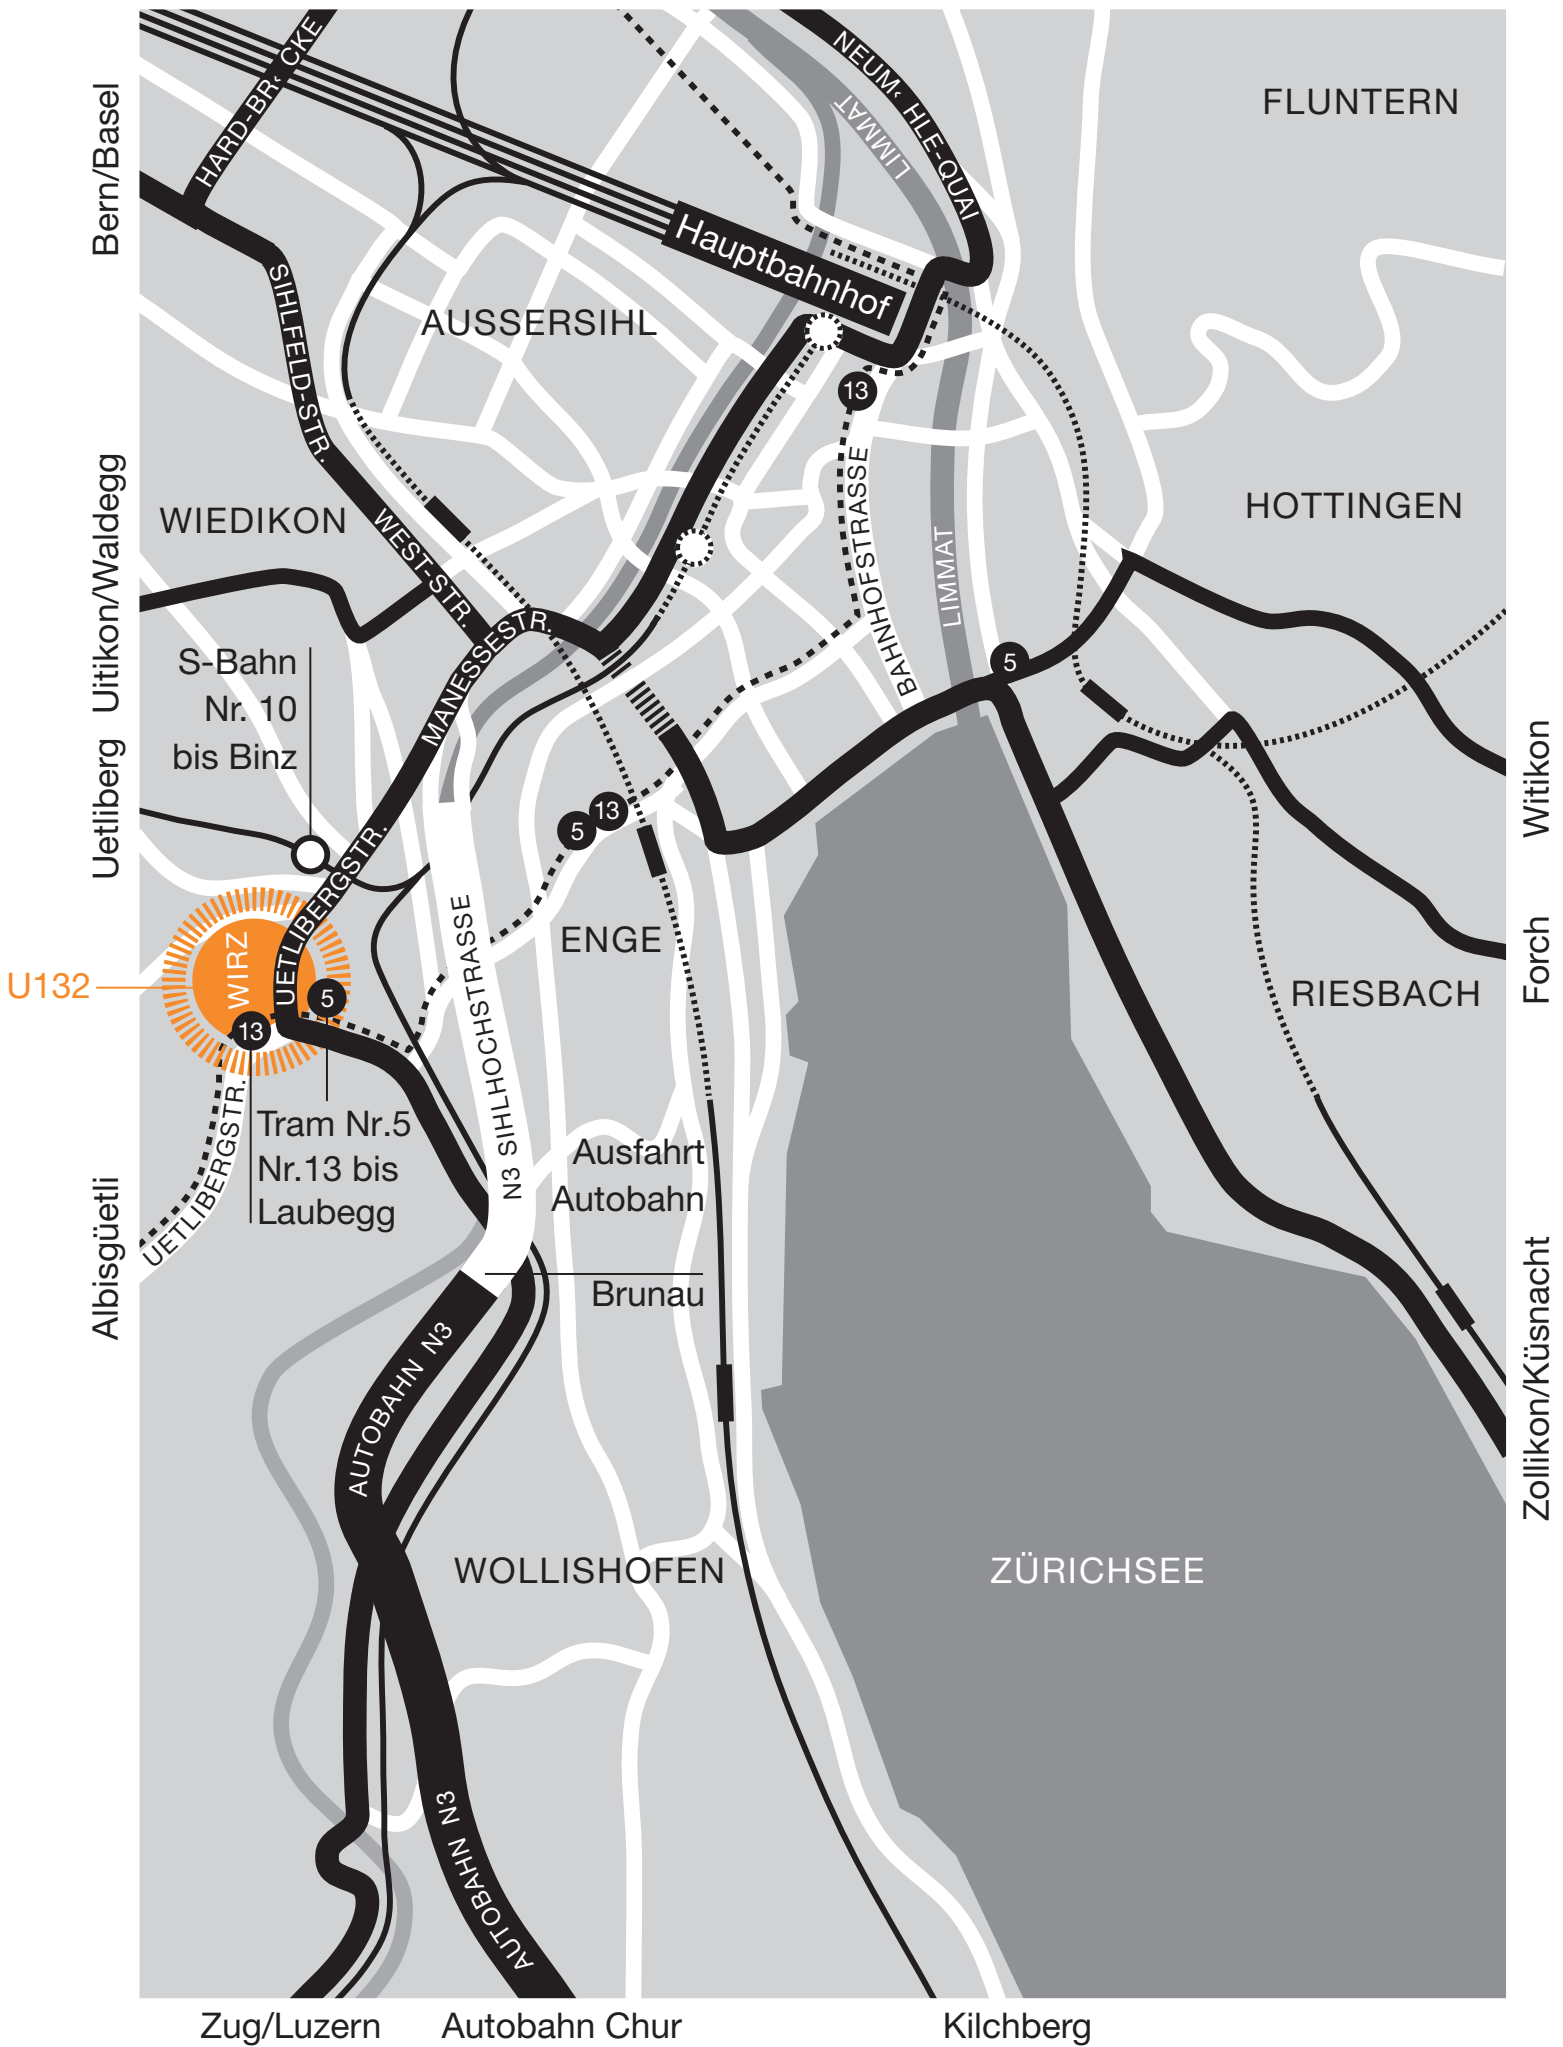 HARD-BR‹ CKE
NEUM‹ HLE-QUAI
LIMMAT
FLUNTERN
Bern/Basel
Hauptbahnhof
SIHLFELD-STR.
AUSSERSIHL
13
Uitikon/Waldegg
WIEDIKON
WEST-STR.
BAHNHOFSTRASSE
LIMMAT
HOTTINGEN
MANESSESTR.
5
S-Bahn
Nr. 10
bis Binz
Uetliberg
Witikon
5
13
UETLIBERGSTR.
ENGE
WIRZ
U132
5
13
N3 SIHLHOCHSTRASSE
RIESBACH
Forch
UETLIBERGSTR.
Tram Nr.5
Nr.13 bis
Laubegg
Ausfahrt
Autobahn
Brunau
Albisgüetli
Zollikon/Küsnacht
AUTOBAHN N3
WOLLISHOFEN
ZÜRICHSEE
AUTOBAHN N3
Zug/Luzern
Autobahn Chur
Kilchberg